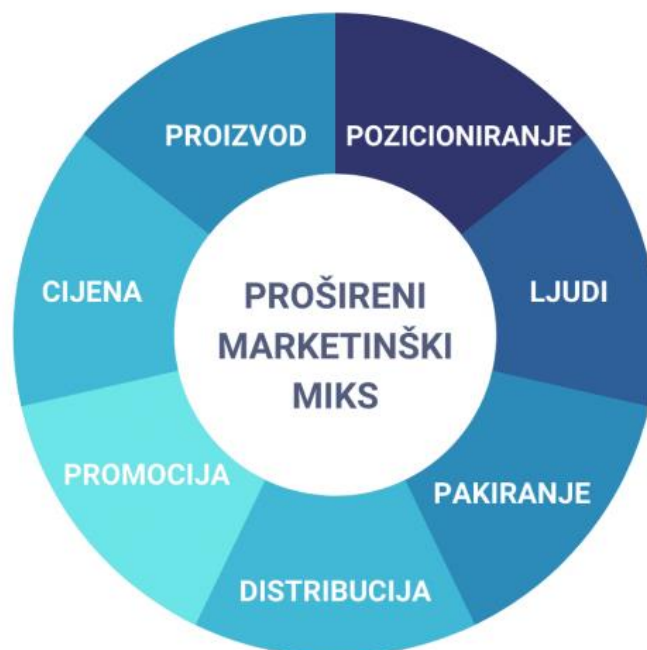 PROIZVOD
POZICIONIRANJE
CIJENA
PROŠIRENI
MARKETINŠKI
MIKS
LJUDI
PROMOCIJA
PAKIRANJE
DISTRIBUCIJA